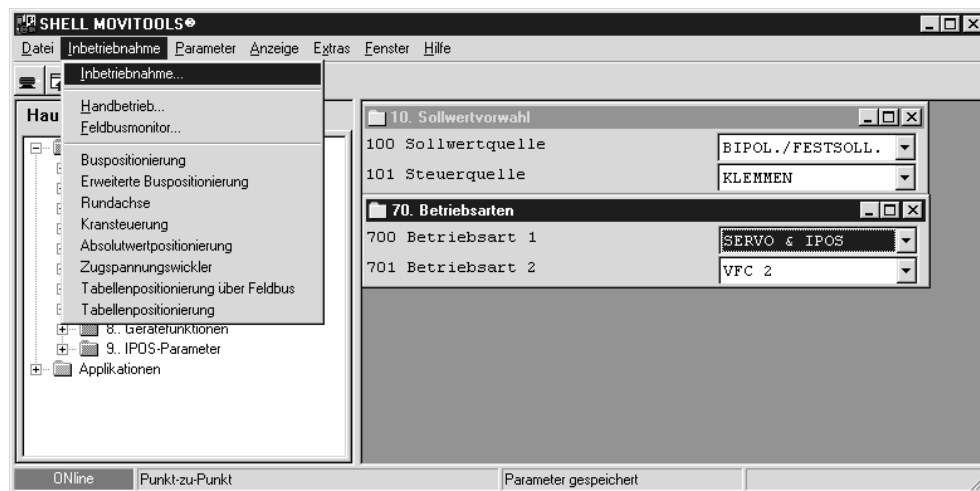 SHELL MOVITOOLS®
Datei Inbetriebnahme Parameter Anzeige Extras Fenster Hilfe
Inbetriebnahme...
Handbetrieb...
Feldbusmonitor...
Buspositionierung
Erweiterte Buspositionierung
Rundachse
Kransteuerung
Absolutwertpositionierung
Zugspannungswickler
Tabellenpositionierung über Feldbus
Tabellenpositionierung
Hau
8.. Gerätefunktionen
9.. IPOS-Parameter
Applikationen
10. Sollwertvorwahl
100 Sollwertquelle BIPOL./FESTSOLL.
101 Steuerquelle KLEMMEN
70. Betriebsarten
700 Betriebsart 1 SERVO & IPOS
701 Betriebsart 2 VFC 2
ONline Punkt-zu-Punkt Parameter gespeichert